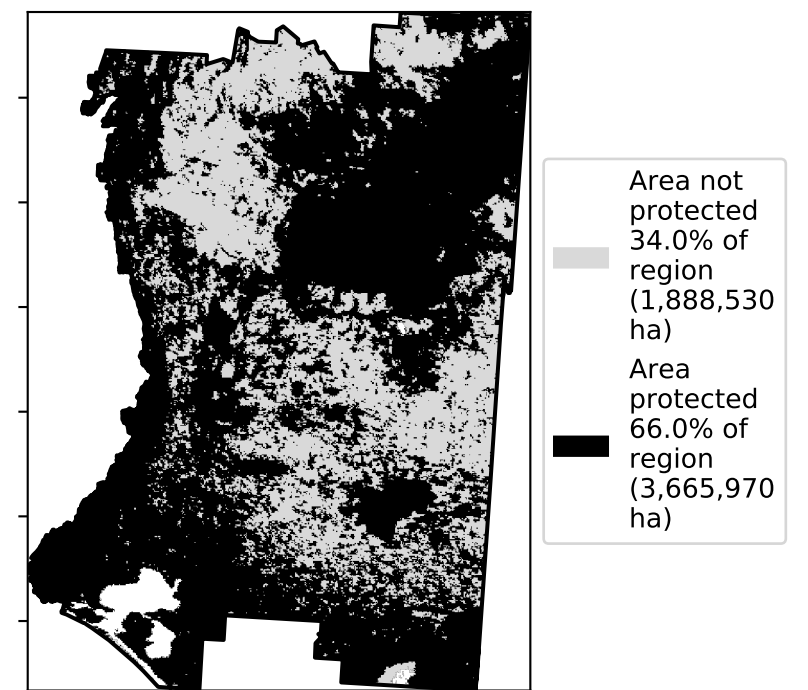 Area not
protected
34.0% of
region
(1,888,530
ha)
Area
protected
66.0% of
region
(3,665,970
ha)